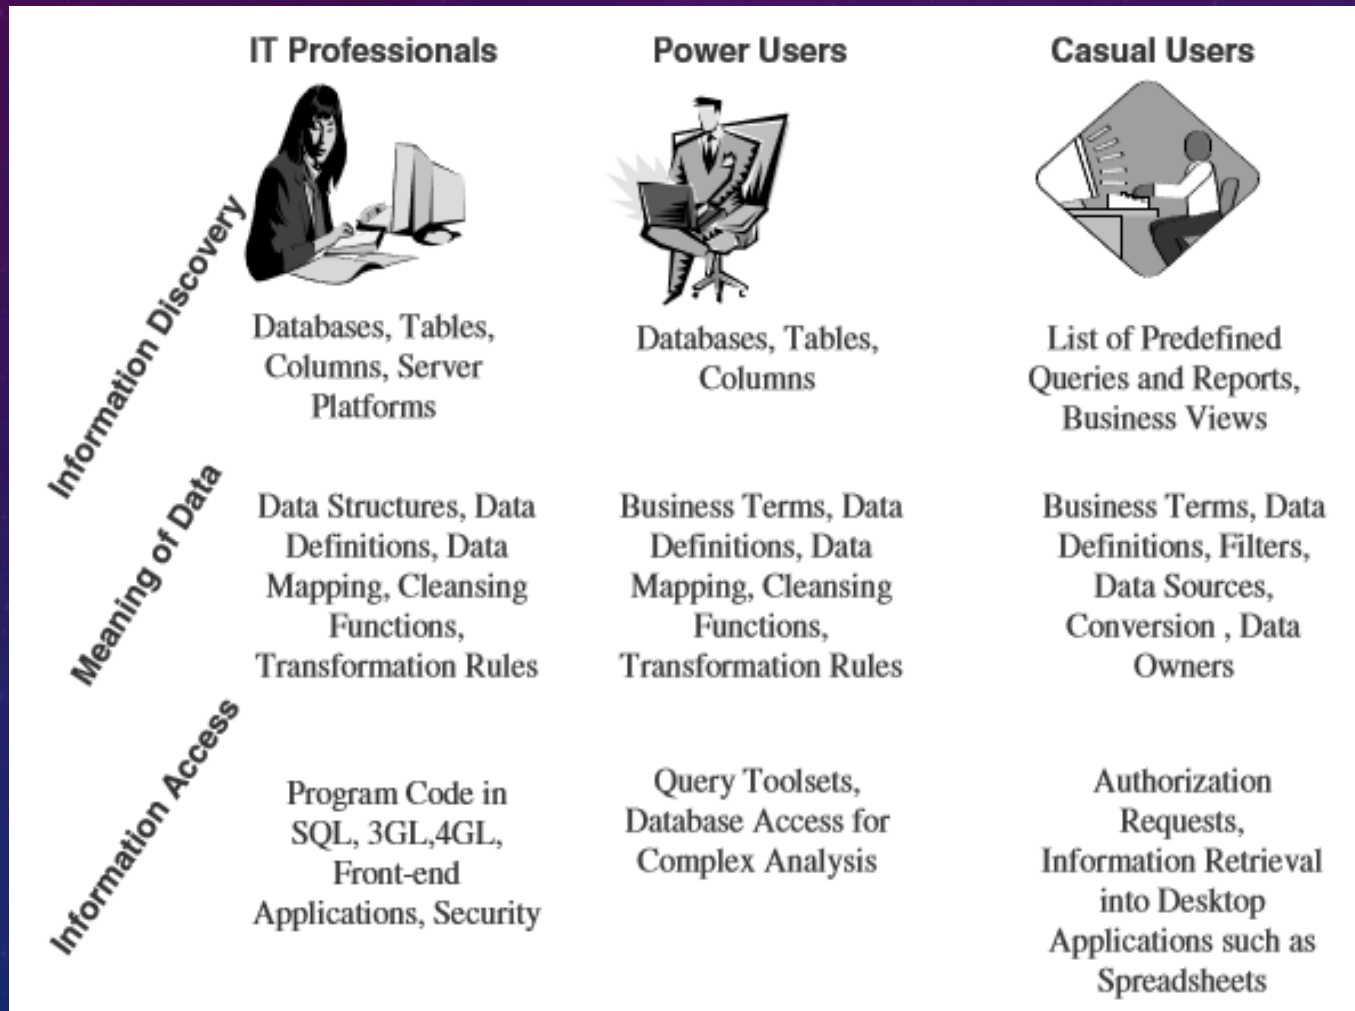 IT Professionals
Power Users
Casual Users
Information Discovery
Databases, Tables,
Columns, Server
Platforms
Databases, Tables,
Columns
List of Predefined
Queries and Reports,
Business Views
Meaning of Data
Data Structures, Data
Definitions, Data
Mapping, Cleansing
Functions,
Transformation Rules
Business Terms, Data
Definitions, Data
Mapping, Cleansing
Functions,
Transformation Rules
Business Terms, Data
Definitions, Filters,
Data Sources,
Conversion , Data
Owners
Information Access
Program Code in
SQL, 3GL,4GL,
Front-end
Applications, Security
Query Toolsets,
Database Access for
Complex Analysis
Authorization
Requests,
Information Retrieval
into Desktop
Applications such as
Spreadsheets